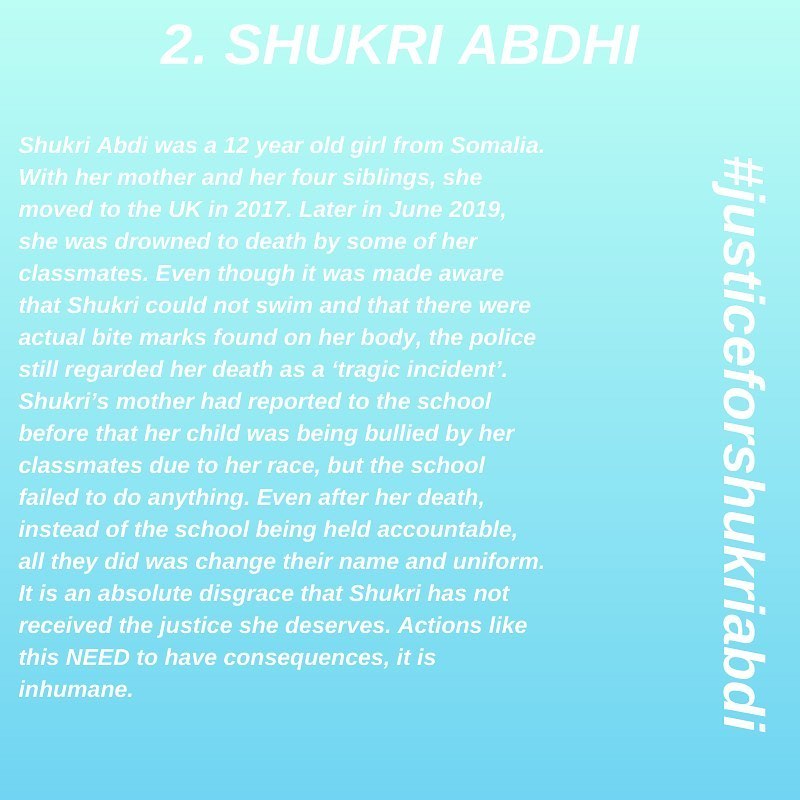 2. SHUKRI ABDHI
Shukri Abdi was a 12 year old girl from Somalia.
With her mother and her four siblings, she
moved to the UK in 2017. Later in June 2019,
she was drowned to death by some of her
classmates. Even though it was made aware
that Shukri could not swim and that there were
actual bite marks found on her body, the police
still regarded her death as a ‘tragic incident’.
Shukri’s mother had reported to the school
before that her child was being bullied by her
classmates due to her race, but the school
failed to do anything. Even after her death,
instead of the school being held accountable,
all they did was change their name and uniform.
It is an absolute disgrace that Shukri has not
received the justice she deserves. Actions like
this NEED to have consequences, it is
inhumane.
#justiceforshukriabdi